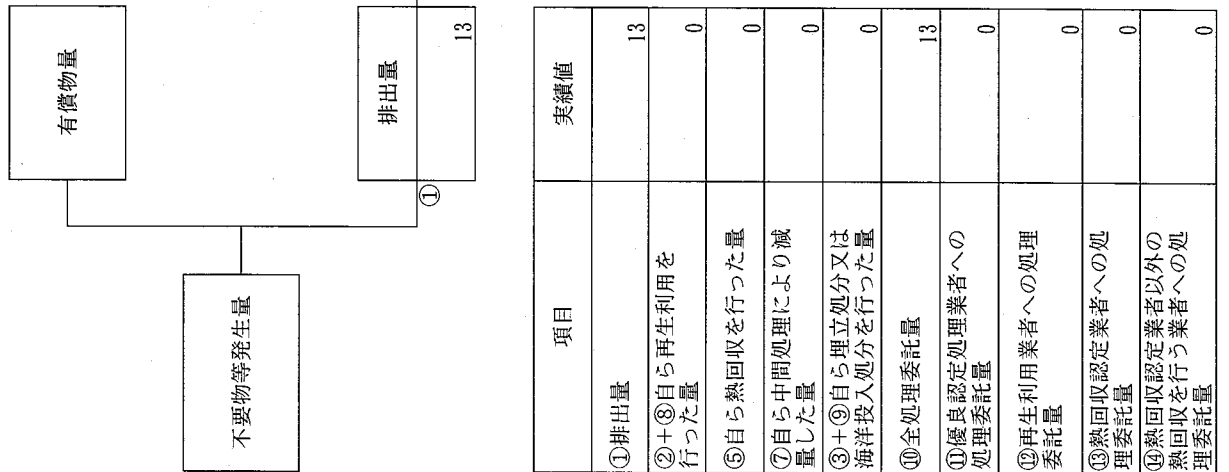 有償物量
不要物等発生量
排出量
①
13
項目
実績値
①排出量
13
②+⑧自ら再生利用を
行った量
0
⑤自ら熱回収を行った量
0
⑦自ら中間処理により減
量した量
0
③+⑨自ら埋立処分又は
海洋投入処分を行った量
0
⑩全処理委託量
13
⑪優良認定処理業者への
処理委託量
0
⑫再生利用業者への処理
委託量
0
⑬熱回収認定業者への処
理委託量
0
⑭熱回収認定業者以外の
熱回収を行う業者への処
理委託量
0